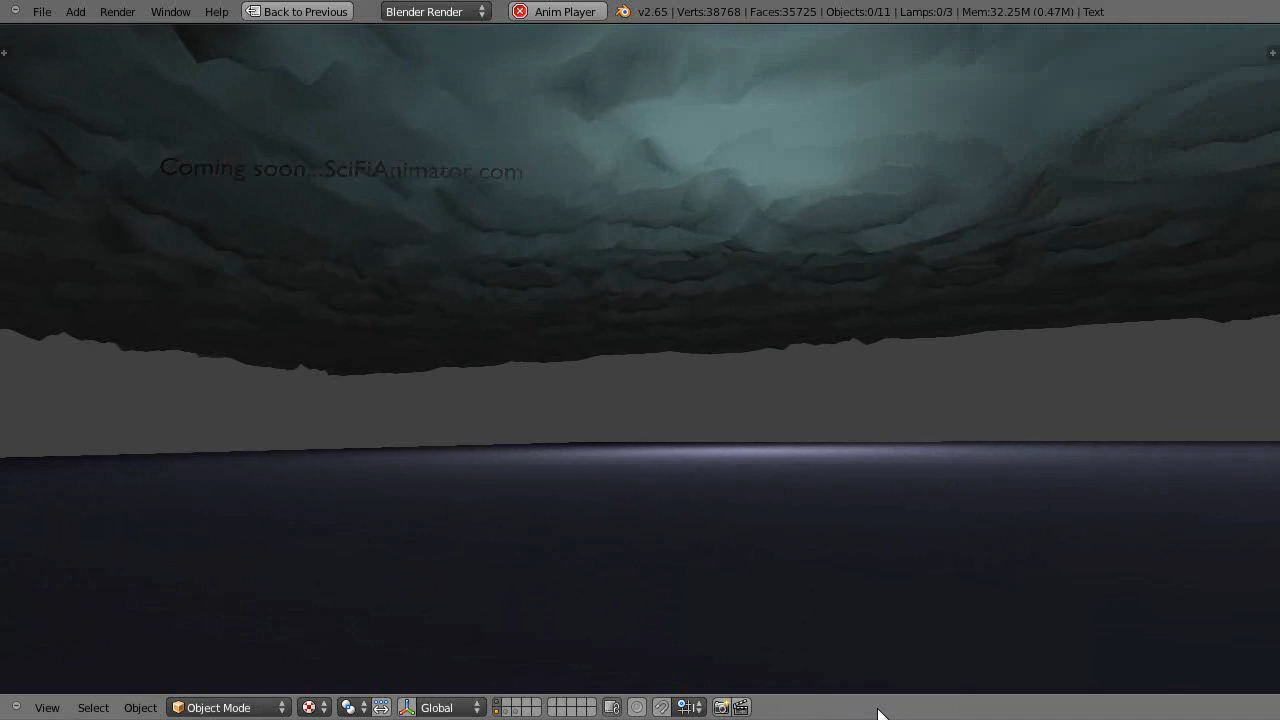 File Add Render Window Help Back to Previous Blender Render Anim Player v2.65 | Verts:38768 | Faces:35725 | Objects:0/11 | Lamps:0/3 | Mem:32.25M (0.47M) | Text
Coming soon...SciFiAnimator.com
View Select Object Object Mode Global